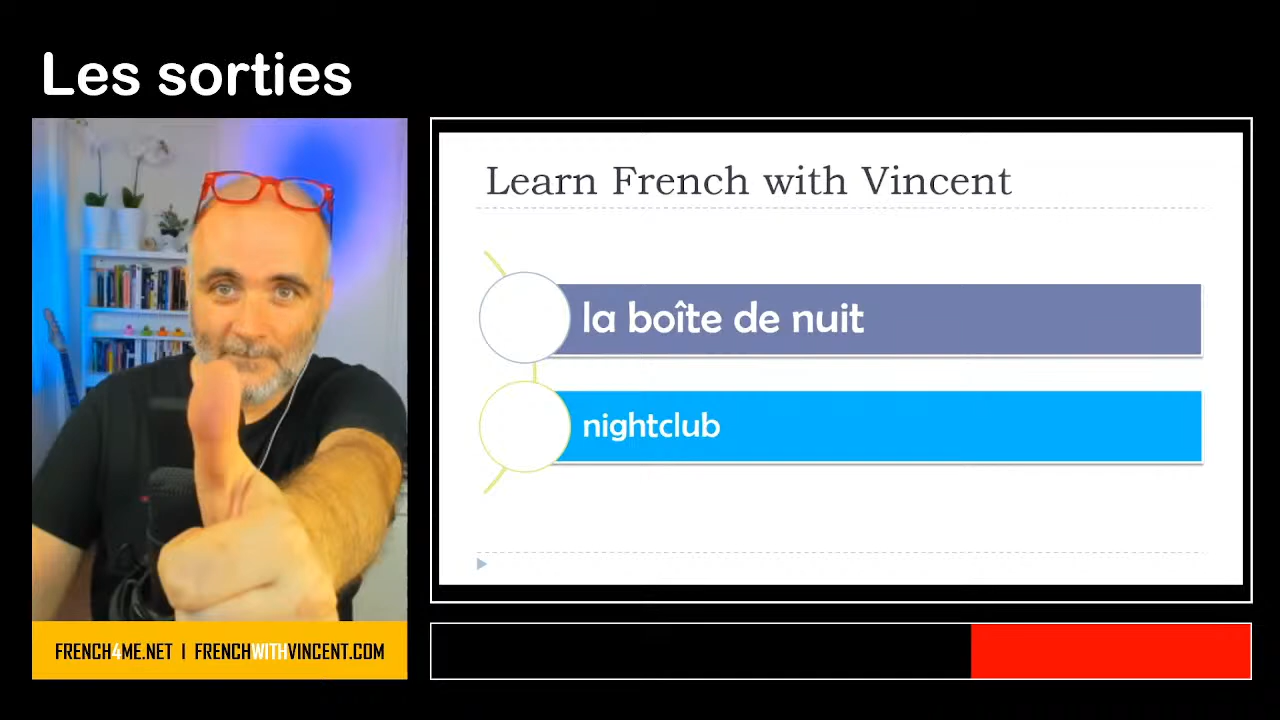 Les sorties
Learn French with Vincent
la boîte de nuit
nightclub
FRENCH4ME.NET | FRENCHWITHVINCENT.COM